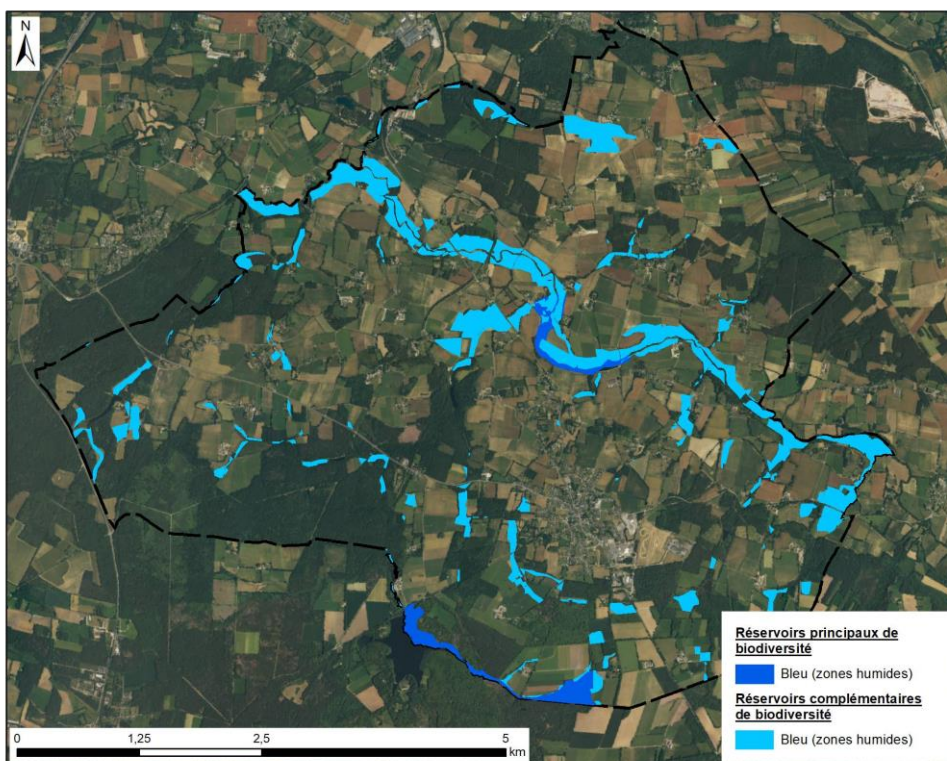 N
Réservoirs principaux de
biodiversité
Bleu (zones humides)
Réservoirs complémentaires
de biodiversité
Bleu (zones humides)
0 1,25 2,5 5
km